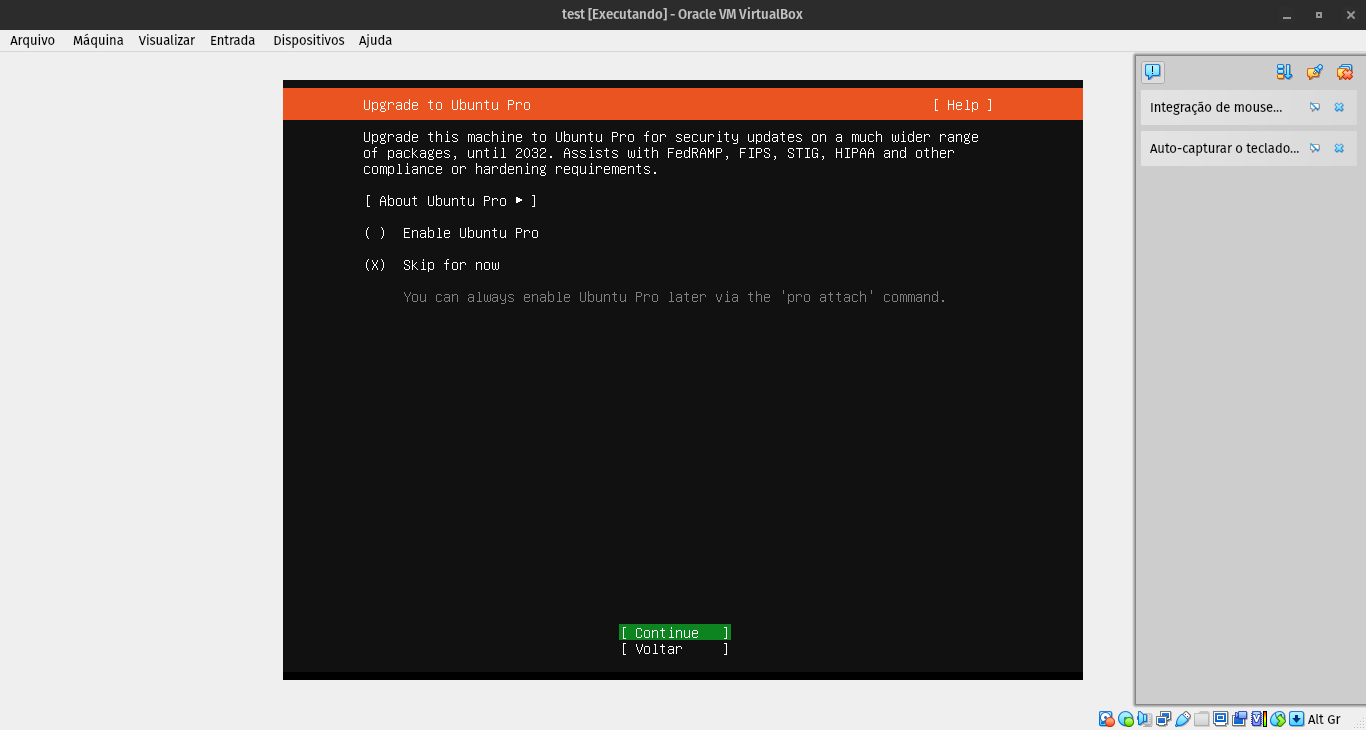 test [Executando] - Oracle VM VirtualBox
Arquivo Máquina Visualizar Entrada Dispositivos Ajuda
Upgrade to Ubuntu Pro [ Help ]
Upgrade this machine to Ubuntu Pro for security updates on a much wider range
of packages, until 2032. Assists with FedRAMP, FIPS, STIG, HIPAA and other
compliance or hardening requirements.
[ About Ubuntu Pro ▸ ]
( ) Enable Ubuntu Pro
(X) Skip for now
You can always enable Ubuntu Pro later via the 'pro attach' command.
[ Continue ]
[ Voltar ]
Integração de mouse...
Auto-capturar o teclado...
Alt Gr